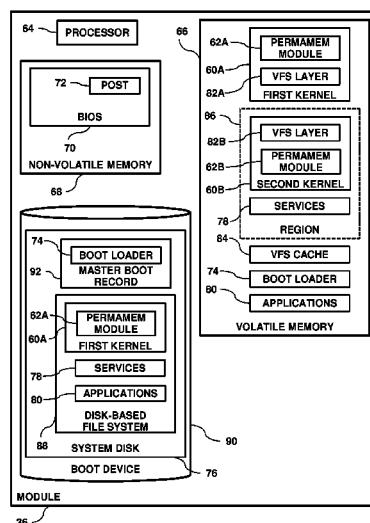 64
PROCESSOR
72
POST
BIOS
70
NON-VOLATILE MEMORY
68
74
BOOT LOADER
92
MASTER BOOT
RECORD
62A
PERMAMEM
MODULE
60A
FIRST KERNEL
78
SERVICES
80
APPLICATIONS
DISK-BASED
FILE SYSTEM
88
SYSTEM DISK
90
BOOT DEVICE
76
MODULE
36
66
62A
PERMAMEM
MODULE
60A
VFS LAYER
82A
FIRST KERNEL
86
VFS LAYER
82B
PERMAMEM
MODULE
62B
60B
SECOND KERNEL
SERVICES
78
REGION
84
VFS CACHE
74
BOOT LOADER
80
APPLICATIONS
VOLATILE MEMORY